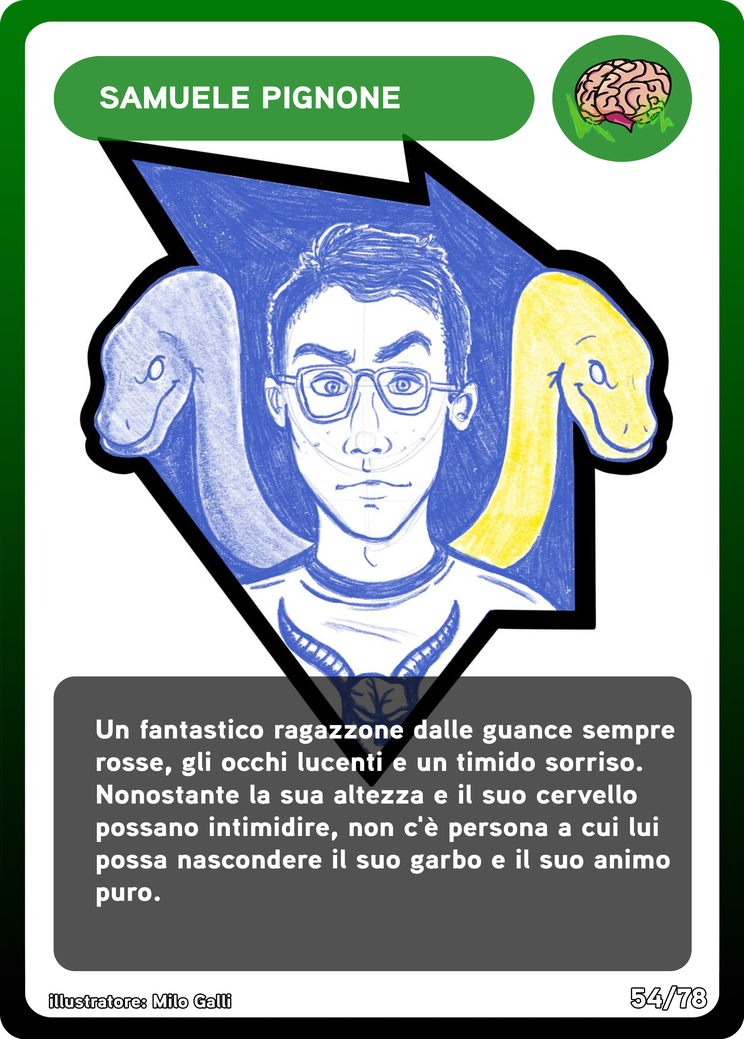 SAMUELE PIGNONE
Un fantastico ragazzone dalle guance sempre
rosse, gli occhi lucenti e un timido sorriso.
Nonostante la sua altezza e il suo cervello
possano intimidire, non c'è persona a cui lui
possa nascondere il suo garbo e il suo animo
puro.
illustratore: Milo Galli
54/78